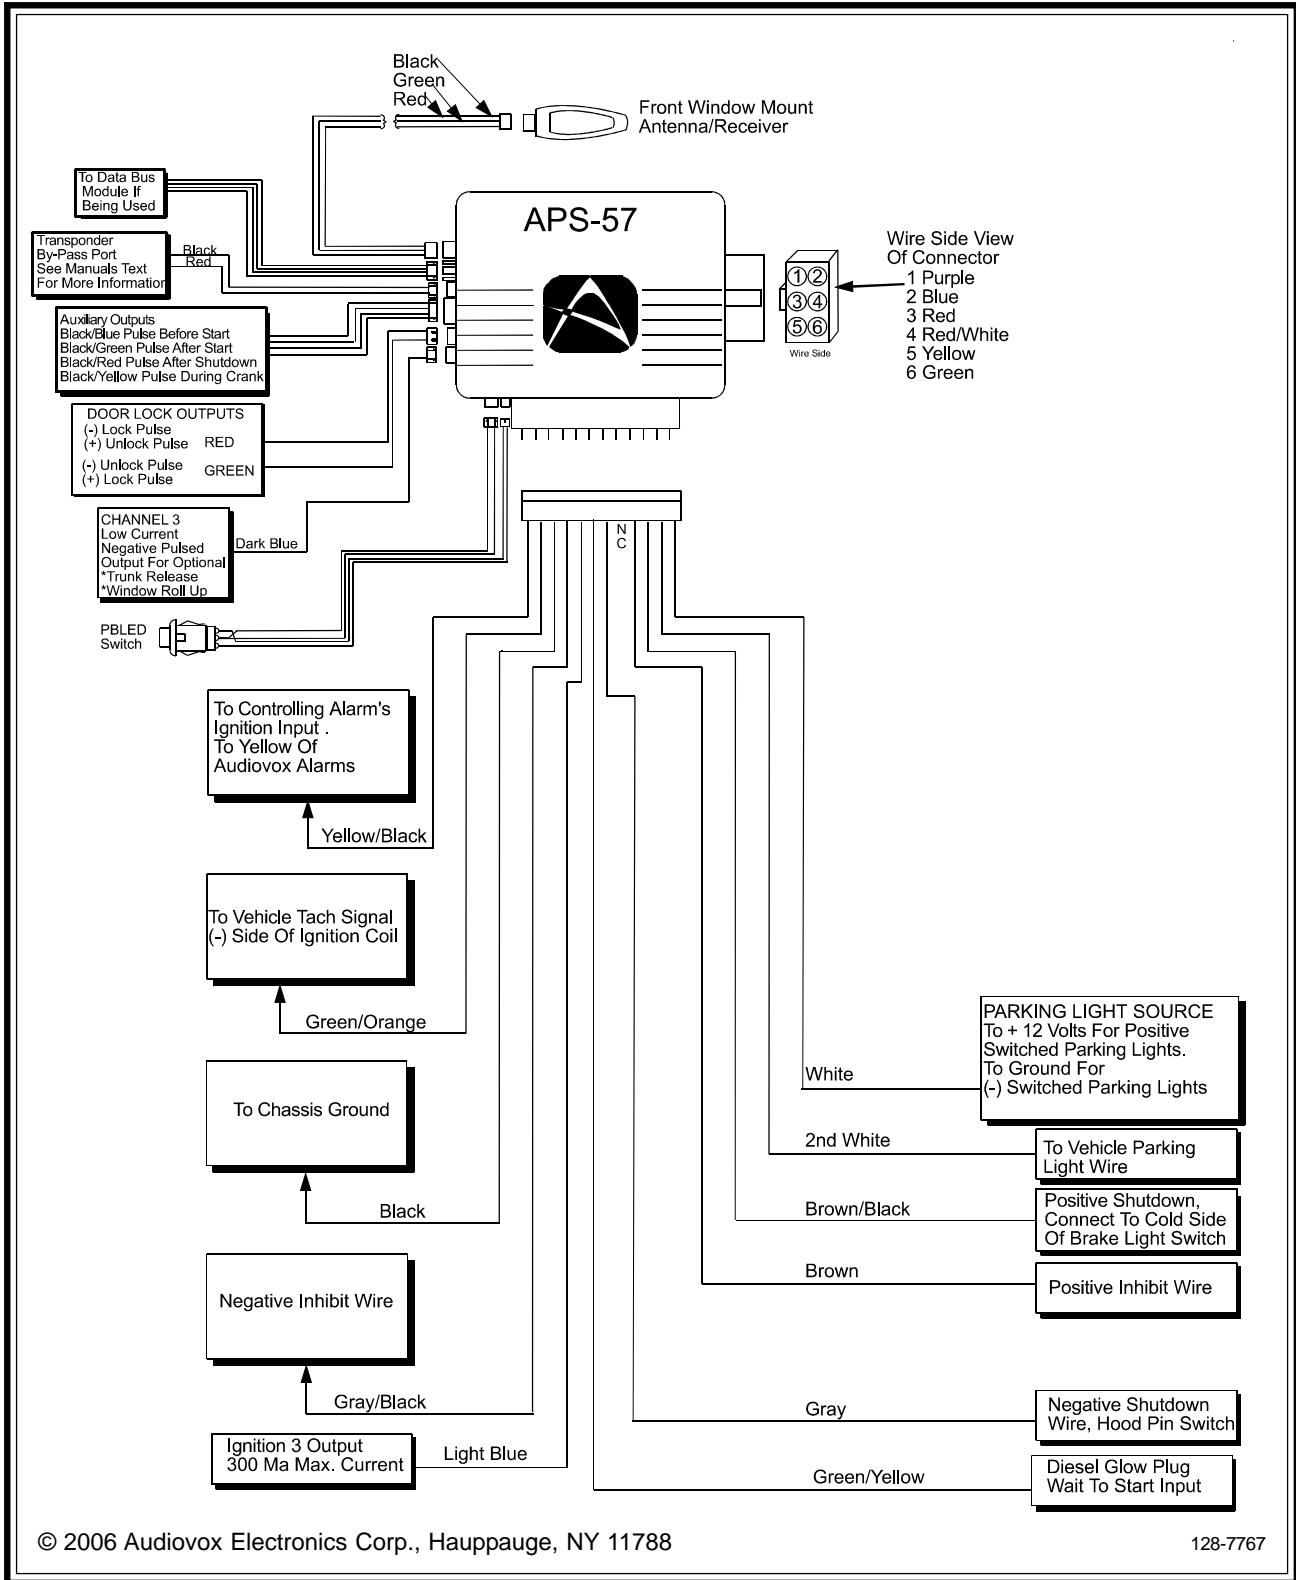 Black
Green
Red
Front Window Mount
Antenna/Receiver
To Data Bus
Module If
Being Used
APS-57
Transponder
By-Pass Port
See Manuals Text
For More Information
Black
Red
Wire Side View
Of Connector
1 Purple
2 Blue
3 Red
4 Red/White
5 Yellow
6 Green
1 2
3 4
5 6
Wire Side
Auxiliary Outputs
Black/Blue Pulse Before Start
Black/Green Pulse After Start
Black/Red Pulse After Shutdown
Black/Yellow Pulse During Crank
DOOR LOCK OUTPUTS
(-) Lock Pulse
(+) Unlock Pulse RED
(-) Unlock Pulse
(+) Lock Pulse GREEN
CHANNEL 3
Low Current
Negative Pulsed
Output For Optional
*Trunk Release
*Window Roll Up
Dark Blue
N
C
PBLED
Switch
To Controlling Alarm's
Ignition Input .
To Yellow Of
Audiovox Alarms
Yellow/Black
To Vehicle Tach Signal
(-) Side Of Ignition Coil
Green/Orange
To Chassis Ground
Black
Negative Inhibit Wire
Gray/Black
Ignition 3 Output
300 Ma Max. Current
Light Blue
PARKING LIGHT SOURCE
To + 12 Volts For Positive
Switched Parking Lights.
To Ground For
(-) Switched Parking Lights
White
2nd White
To Vehicle Parking
Light Wire
Brown/Black
Positive Shutdown,
Connect To Cold Side
Of Brake Light Switch
Brown
Positive Inhibit Wire
Gray
Negative Shutdown
Wire, Hood Pin Switch
Green/Yellow
Diesel Glow Plug
Wait To Start Input
© 2006 Audiovox Electronics Corp., Hauppauge, NY 11788
128-7767